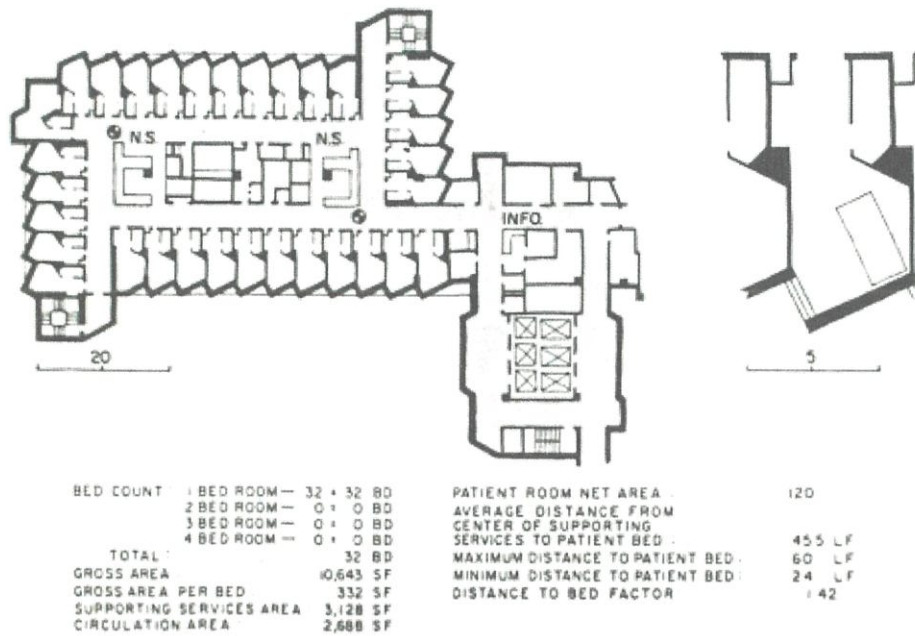 N.S.
N.S.
INFO.
20
5
BED COUNT : 1 BED ROOM — 32 = 32 BD
2 BED ROOM — 0 = 0 BD
3 BED ROOM — 0 = 0 BD
4 BED ROOM — 0 = 0 BD
TOTAL : 32 BD
GROSS AREA 10,643 SF
GROSS AREA PER BED 332 SF
SUPPORTING SERVICES AREA 3,128 SF
CIRCULATION AREA : 2,688 SF
PATIENT ROOM NET AREA : 120
AVERAGE DISTANCE FROM
CENTER OF SUPPORTING
SERVICES TO PATIENT BED : 45.5 LF
MAXIMUM DISTANCE TO PATIENT BED : 60 LF
MINIMUM DISTANCE TO PATIENT BED : 24 LF
DISTANCE TO BED FACTOR 1.42